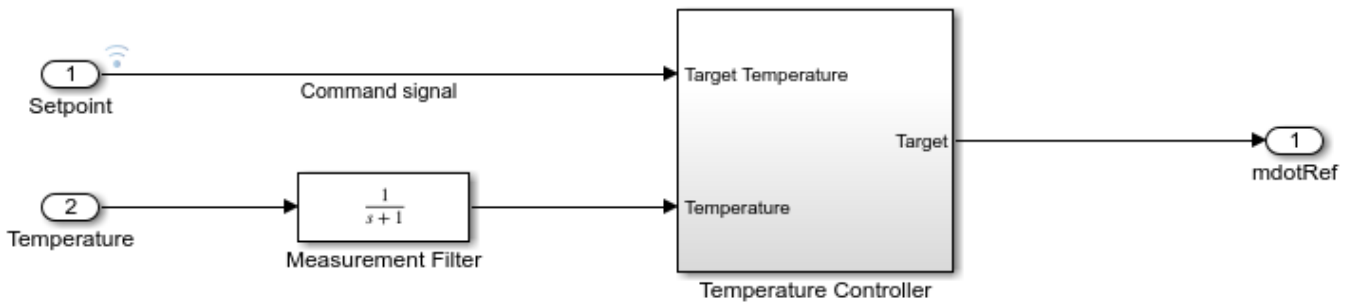 1
Setpoint
Command signal
Target Temperature
Target
1
mdotRef
2
Temperature
1
s + 1
Measurement Filter
Temperature
Temperature Controller